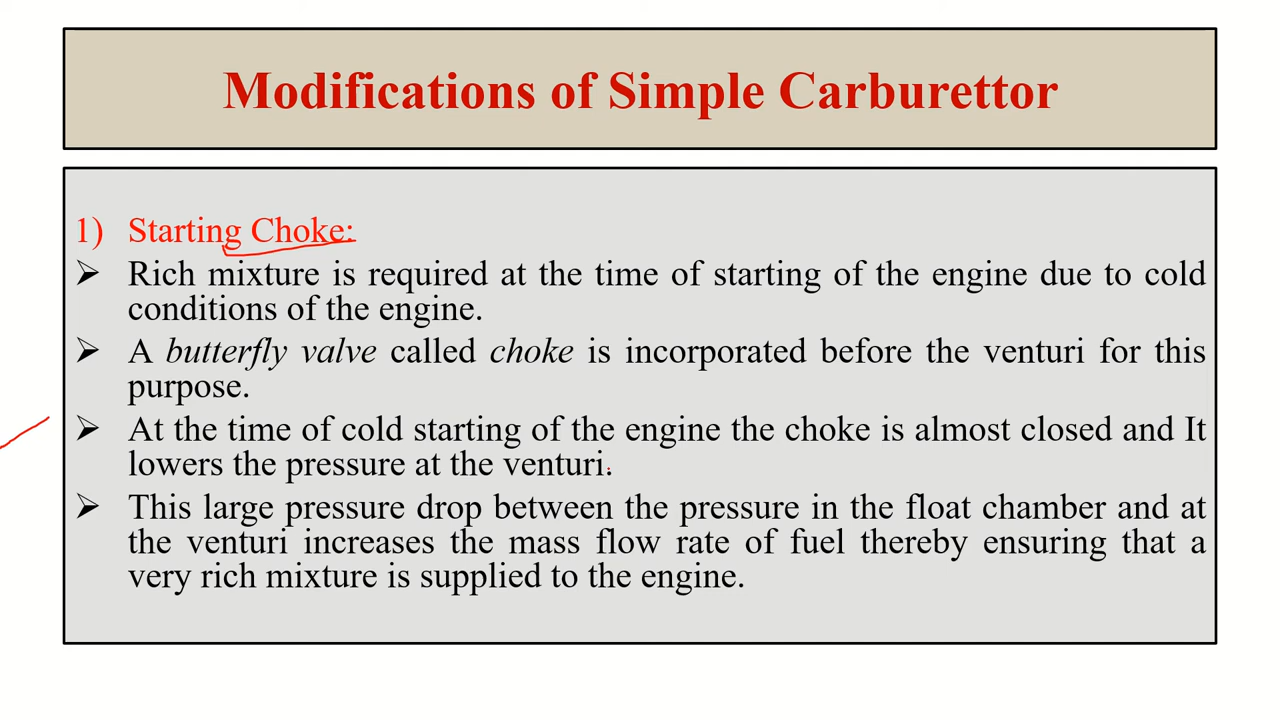 Modifications of Simple Carburettor
1) Starting Choke:
➢ Rich mixture is required at the time of starting of the engine due to cold
conditions of the engine.
➢ A butterfly valve called choke is incorporated before the venturi for this
purpose.
➢ At the time of cold starting of the engine the choke is almost closed and It
lowers the pressure at the venturi.
➢ This large pressure drop between the pressure in the float chamber and at
the venturi increases the mass flow rate of fuel thereby ensuring that a
very rich mixture is supplied to the engine.